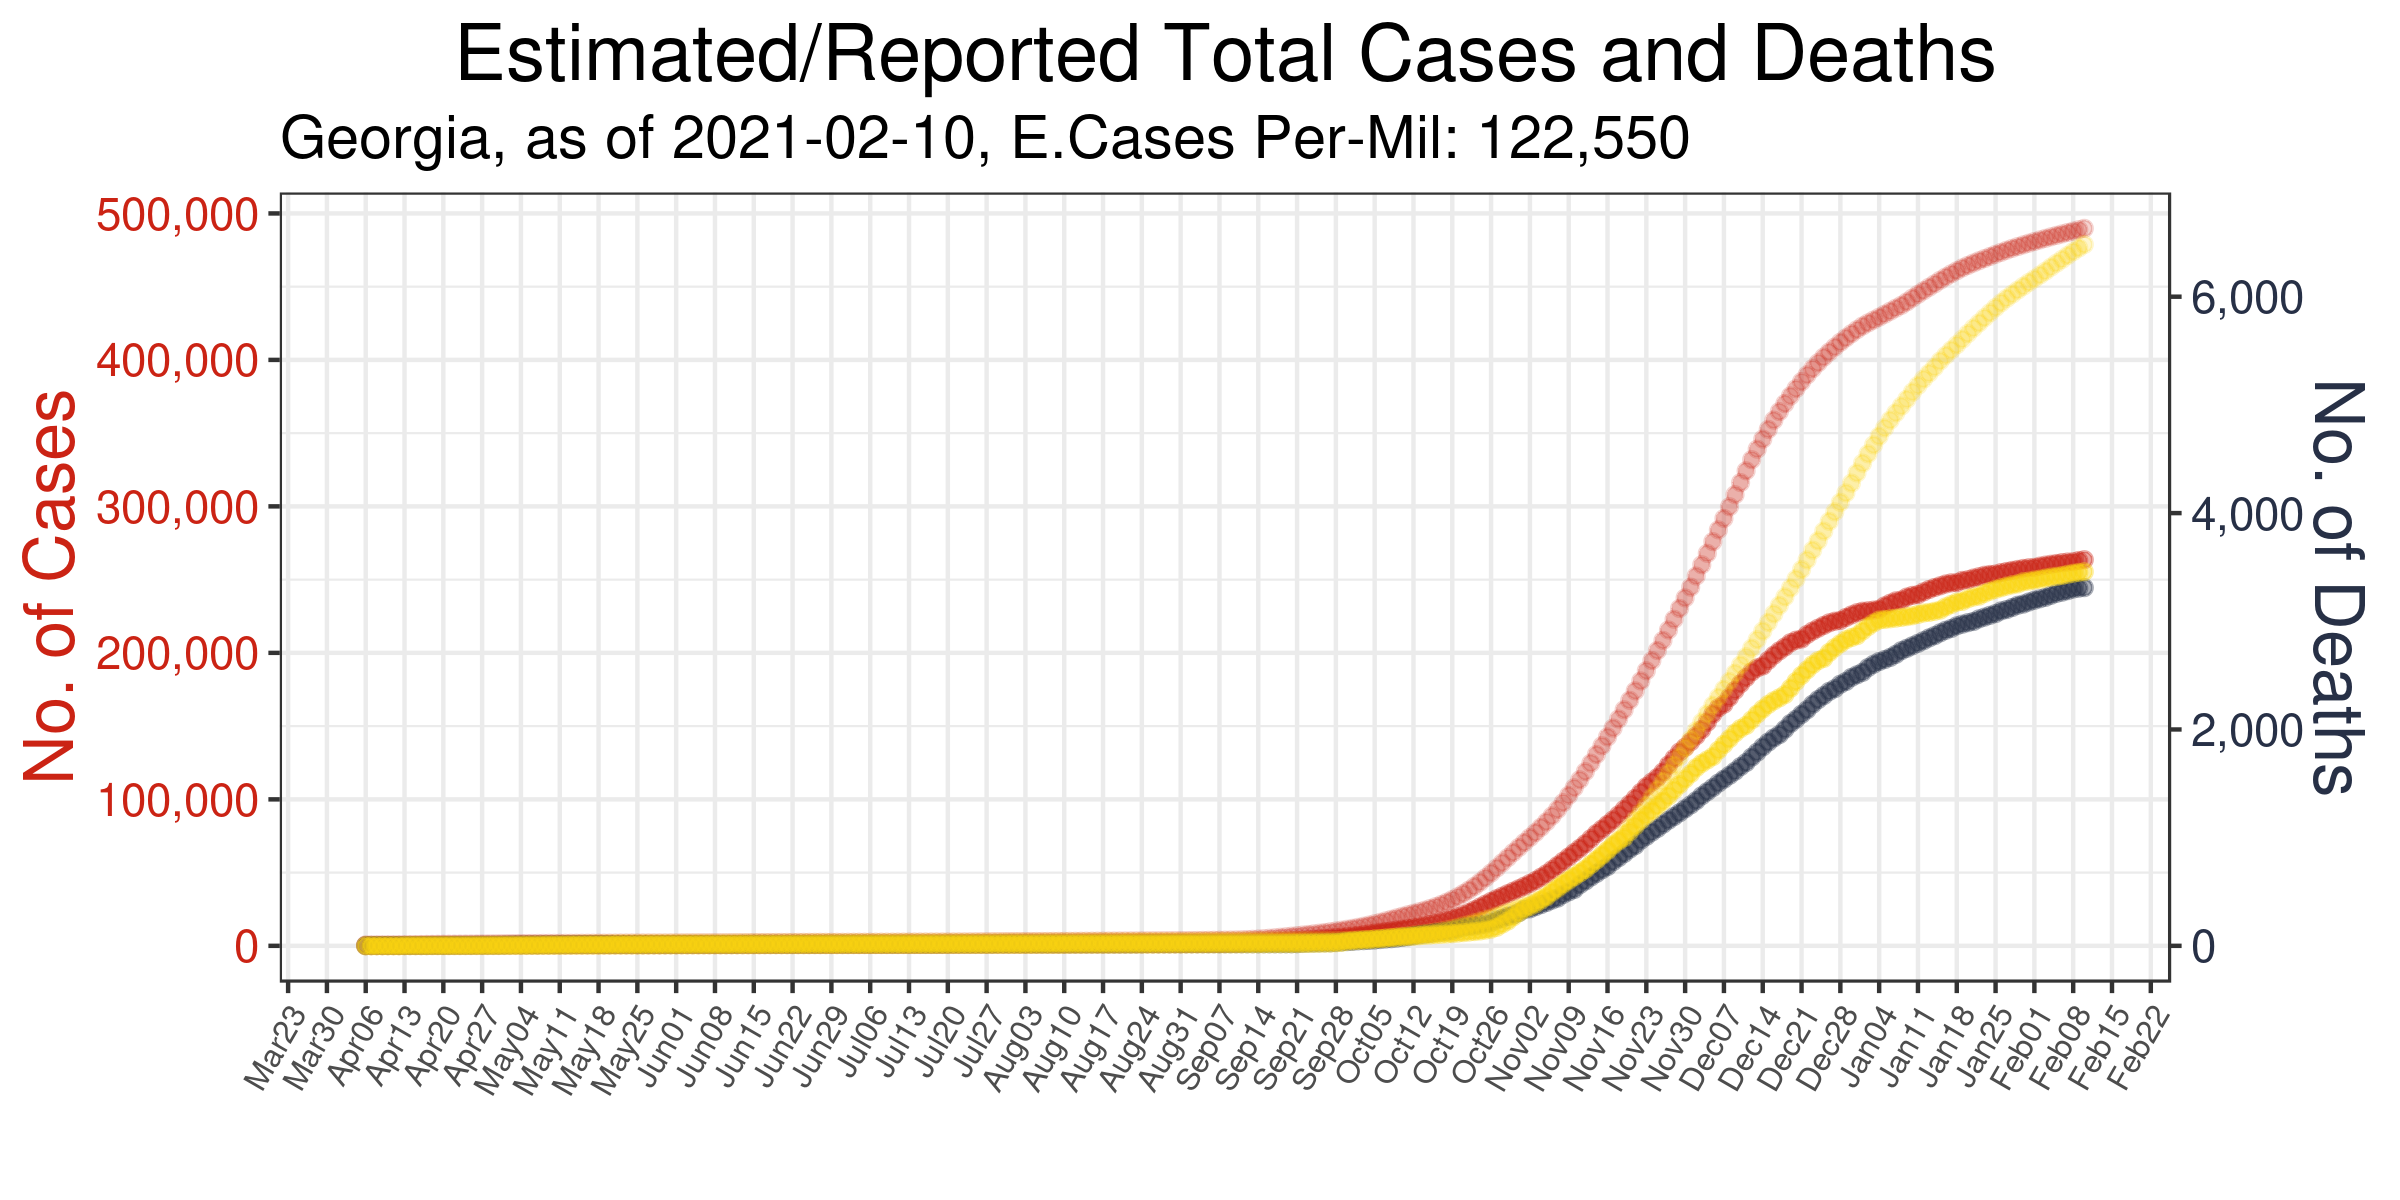 Estimated/Reported Total Cases and Deaths
Georgia, as of 2021-02-10, E.Cases Per-Mil: 122,550
No. of Cases
500,000
400,000
300,000
200,000
100,000
0
6,000
4,000
2,000
0
No. of Deaths
Mar23
Mar30
Apr06
Apr13
Apr20
Apr27
May04
May11
May18
May25
Jun01
Jun08
Jun15
Jun22
Jun29
Jul06
Jul13
Jul20
Jul27
Aug03
Aug10
Aug17
Aug24
Aug31
Sep07
Sep14
Sep21
Sep28
Oct05
Oct12
Oct19
Oct26
Nov02
Nov09
Nov16
Nov23
Nov30
Dec07
Dec14
Dec21
Dec28
Jan04
Jan11
Jan18
Jan25
Feb01
Feb08
Feb15
Feb22